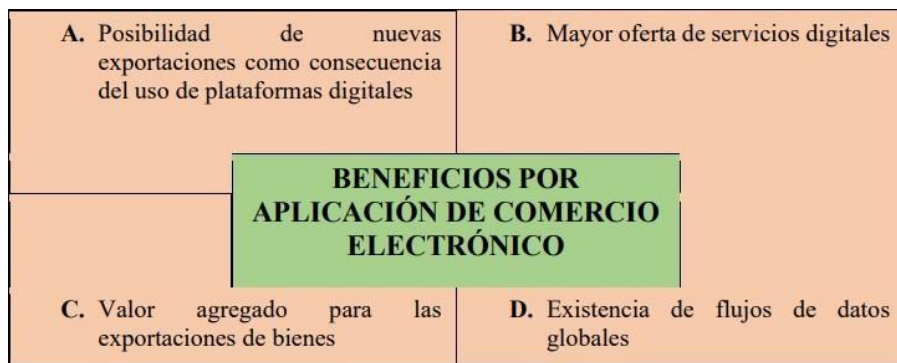 A. Posibilidad de nuevas
exportaciones como consecuencia
del uso de plataformas digitales
B. Mayor oferta de servicios digitales
BENEFICIOS POR
APLICACIÓN DE COMERCIO
ELECTRÓNICO
C. Valor agregado para las
exportaciones de bienes
D. Existencia de flujos de datos
globales